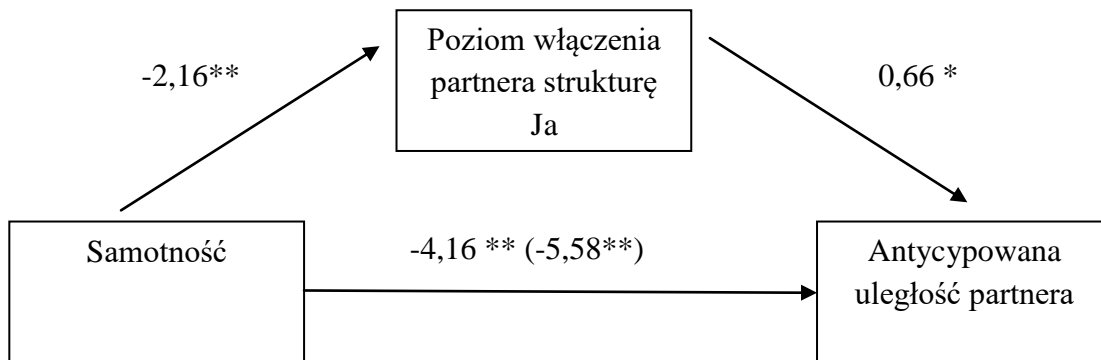 Poziom włączenia
partnera strukturę
Ja
-2,16**
0,66 *
Samotność
-4,16 ** (-5,58**)
Antycypowana
uległość partnera